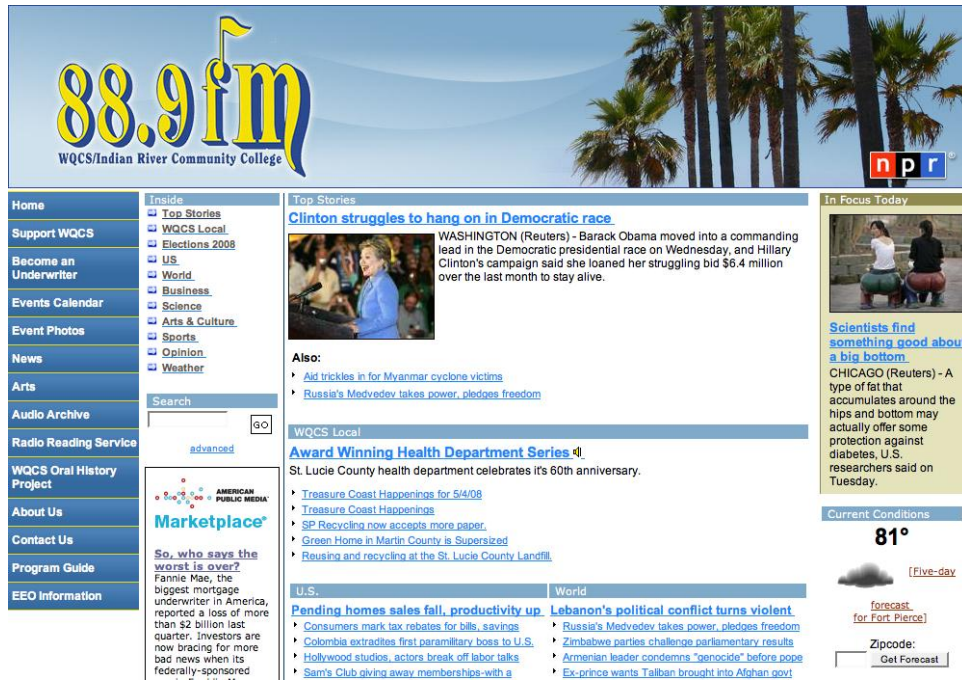 88.9fm
WQCS/Indian River Community College
npr
Home
Support WQCS
Become an
Underwriter
Events Calendar
Event Photos
News
Arts
Audio Archive
Radio Reading Service
WQCS Oral History
Project
About Us
Contact Us
Program Guide
EEO Information
Inside
Top Stories
WQCS Local
Elections 2008
US
World
Business
Science
Arts & Culture
Sports
Opinion
Weather
Search
GO
advanced
AMERICAN
PUBLIC MEDIA
Marketplace®
So, who says the
worst is over?
Fannie Mae, the
biggest mortgage
underwriter in America,
reported a loss of more
than $2 billion last
quarter. Investors are
now bracing for more
bad news when its
federally-sponsored
Top Stories
Clinton struggles to hang on in Democratic race
WASHINGTON (Reuters) - Barack Obama moved into a commanding
lead in the Democratic presidential race on Wednesday, and Hillary
Clinton's campaign said she loaned her struggling bid $6.4 million
over the last month to stay alive.
Also:
Aid trickles in for Myanmar cyclone victims
Russia's Medvedev takes power, pledges freedom
WQCS Local
Award Winning Health Department Series
St. Lucie County health department celebrates it's 60th anniversary.
Treasure Coast Happenings for 5/4/08
Treasure Coast Happenings
SP Recycling now accepts more paper.
Green Home in Martin County is Supersized
Reusing and recycling at the St. Lucie County Landfill.
U.S.
Pending homes sales fall, productivity up
Consumers mark tax rebates for bills, savings
Colombia extradites first paramilitary boss to U.S.
Hollywood studios, actors break off labor talks
Sam's Club giving away memberships-with a
World
Lebanon's political conflict turns violent
Russia's Medvedev takes power, pledges freedom
Zimbabwe parties challenge parliamentary results
Armenian leader condemns "genocide" before pope
Ex-prince wants Taliban brought into Afghan govt
In Focus Today
Scientists find
something good abou
a big bottom
CHICAGO (Reuters) - A
type of fat that
accumulates around the
hips and bottom may
actually offer some
protection against
diabetes, U.S.
researchers said on
Tuesday.
Current Conditions
81°
[Five-day
forecast
for Fort Pierce]
Zipcode:
Get Forecast